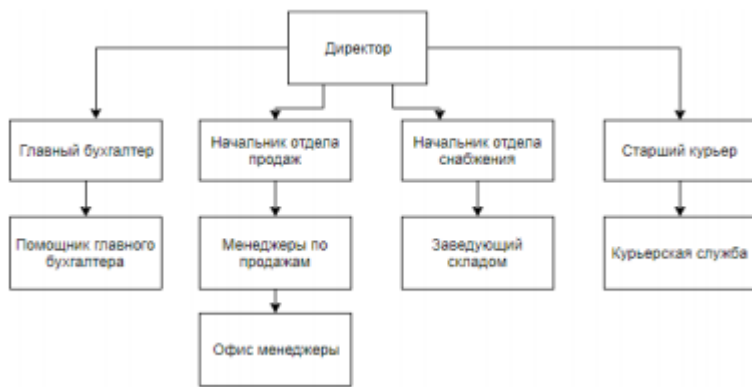 Директор
Главный бухгалтер
Начальник отдела
продаж
Начальник отдела
снабжения
Старший курьер
Помощник главного
бухгалтера
Менеджеры по
продажам
Заведующий
складом
Курьерская служба
Офис менеджеры